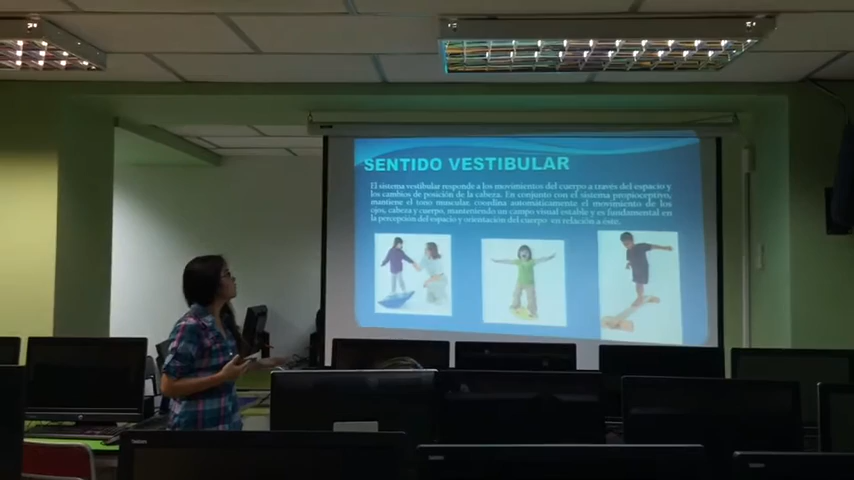 SENTIDO VESTIBULAR
El sistema vestibular responde a los movimientos del cuerpo a través del espacio y
los cambios de posición de la cabeza. En conjunto con el sistema propioceptivo,
mantiene el tono muscular. Coordina automáticamente el movimiento de los
ojos, cabeza y cuerpo, manteniendo un campo visual estable y es fundamental en
la percepción del espacio y orientación del cuerpo en relación a éste.